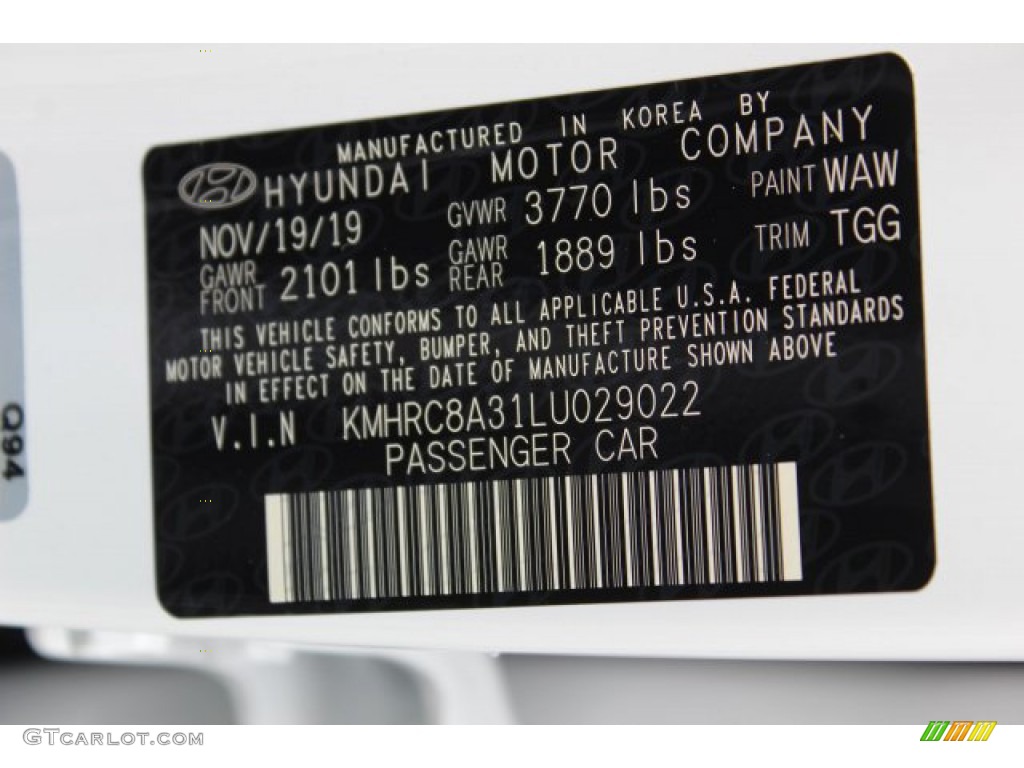 MANUFACTURED IN KOREA BY
HYUNDAI MOTOR COMPANY
NOV/19/19 GVWR 3770 lbs PAINT WAW
GAWR FRONT 2101 lbs GAWR REAR 1889 lbs TRIM TGG
THIS VEHICLE CONFORMS TO ALL APPLICABLE U.S.A. FEDERAL
MOTOR VEHICLE SAFETY, BUMPER, AND THEFT PREVENTION STANDARDS
IN EFFECT ON THE DATE OF MANUFACTURE SHOWN ABOVE
V.I.N KMHRC8A31LU029022
PASSENGER CAR
Q94
GTCARLOT.COM